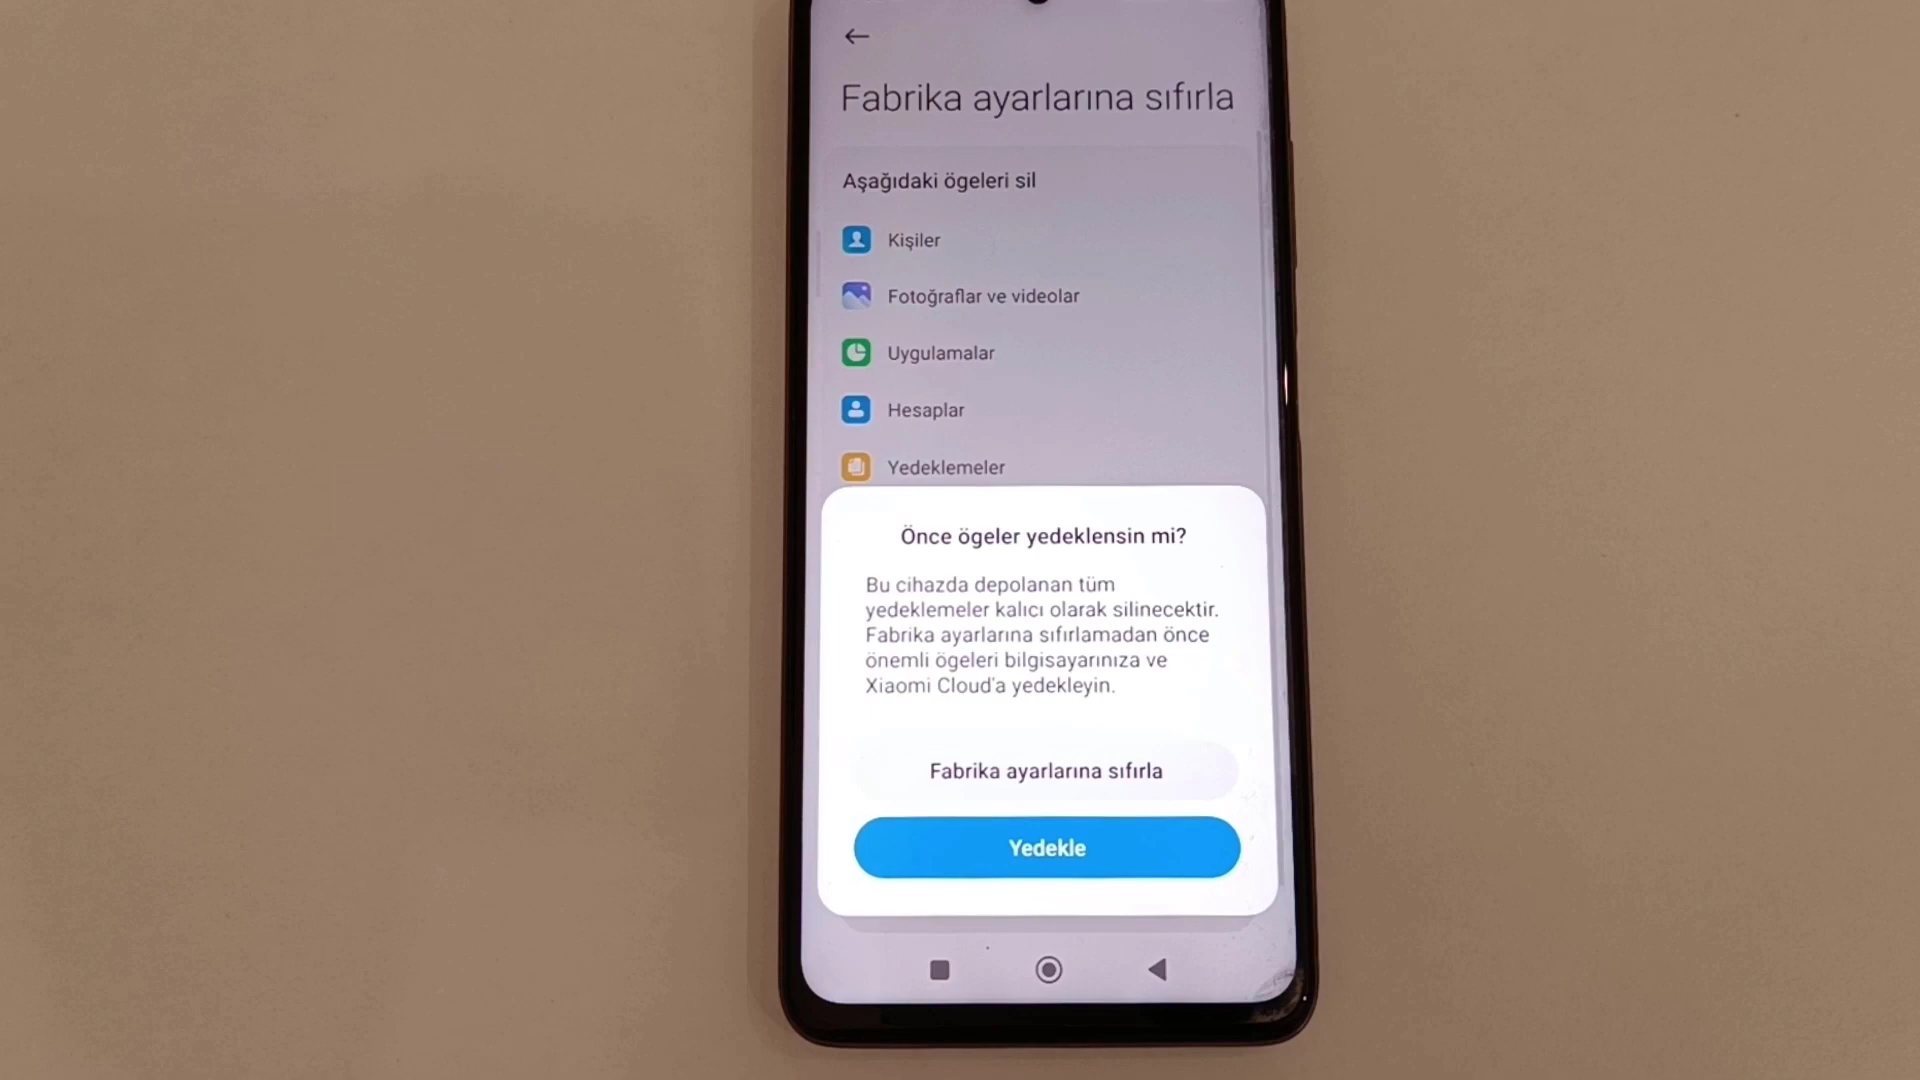 Fabrika ayarlarına sıfırla
Aşağıdaki ögeleri sil
Kişiler
Fotoğraflar ve videolar
Uygulamalar
Hesaplar
Yedeklemeler
Önce ögeler yedeklensin mi?
Bu cihazda depolanan tüm
yedeklemeler kalıcı olarak silinecektir.
Fabrika ayarlarına sıfırlamadan önce
önemli ögeleri bilgisayarınıza ve
Xiaomi Cloud'a yedekleyin.
Fabrika ayarlarına sıfırla
Yedekle